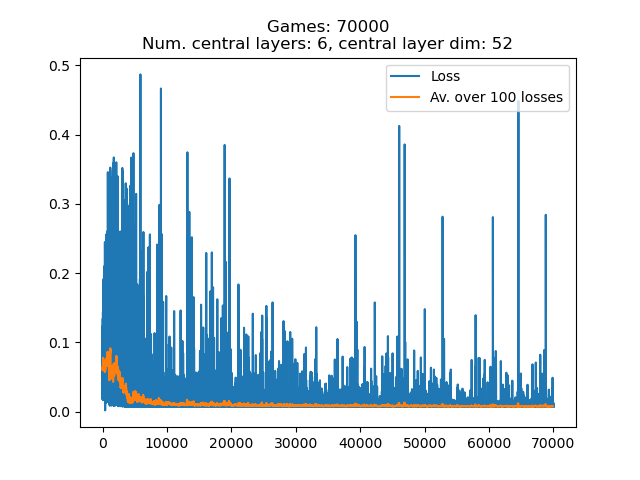 Games: 70000
Num. central layers: 6, central layer dim: 52
Loss
Av. over 100 losses
0.5
0.4
0.3
0.2
0.1
0.0
0 10000 20000 30000 40000 50000 60000 70000